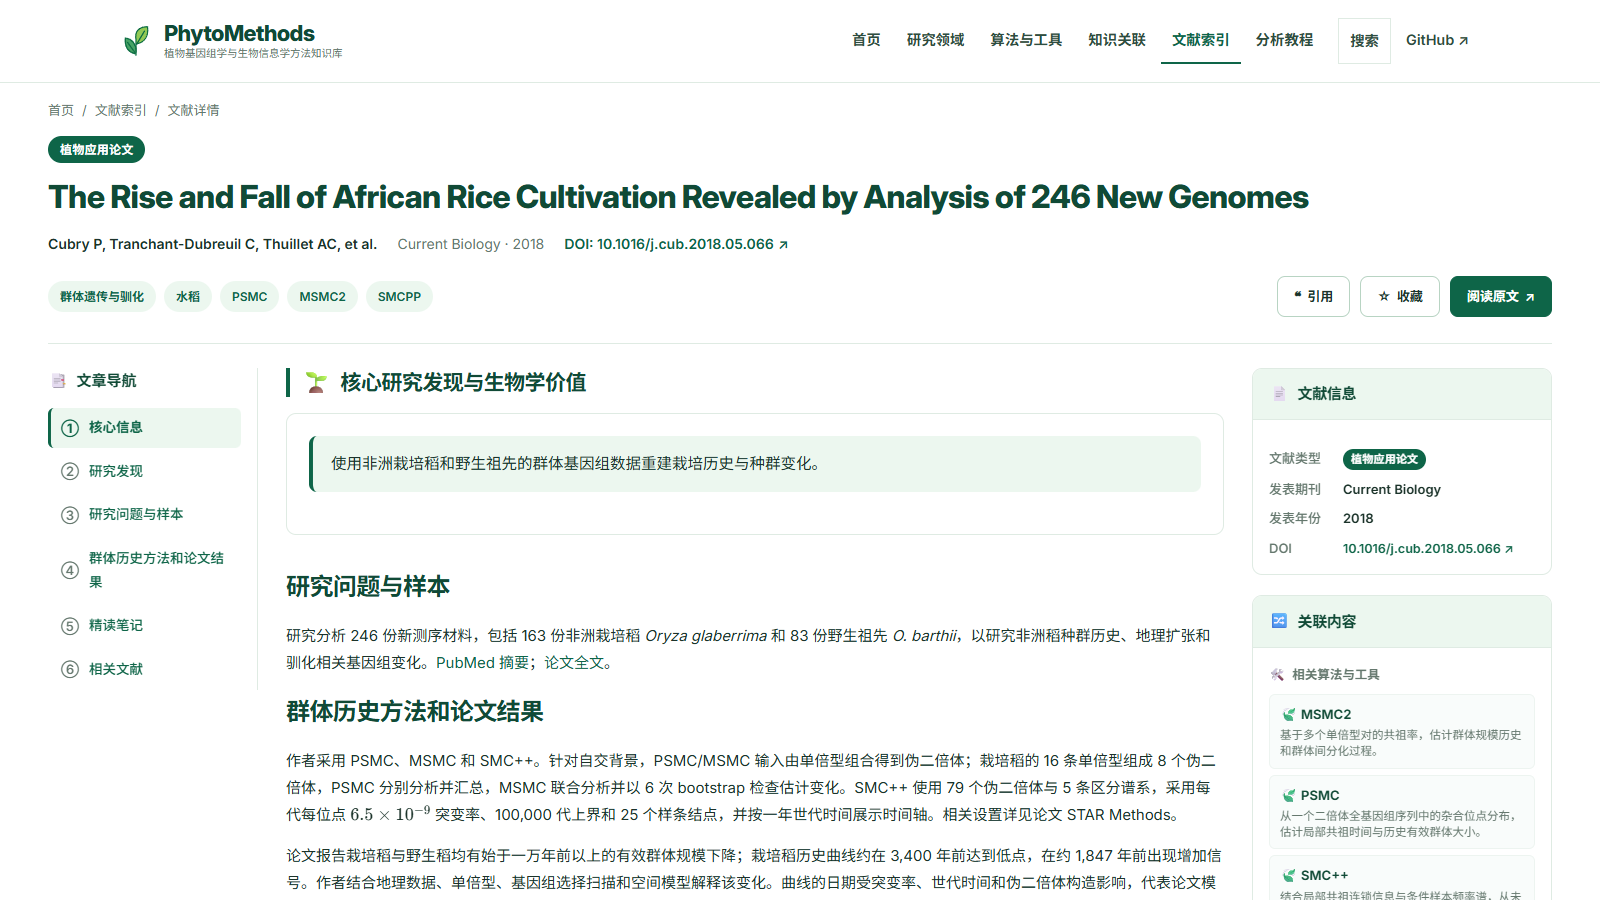 PhytoMethods
植物基因组学与生物信息学方法知识库
首页 研究领域 算法与工具 知识关联 文献索引 分析教程 搜索 GitHub ↗
首页 / 文献索引 / 文献详情
植物应用论文
The Rise and Fall of African Rice Cultivation Revealed by Analysis of 246 New Genomes
Cubry P, Tranchant-Dubreuil C, Thuillet AC, et al. Current Biology · 2018 DOI: 10.1016/j.cub.2018.05.066 ↗
群体遗传与驯化 水稻 PSMC MSMC2 SMCPP
❝ 引用 ☆ 收藏 阅读原文 ↗
文章导航
① 核心信息
② 研究发现
③ 研究问题与样本
④ 群体历史方法和论文结
果
⑤ 精读笔记
⑥ 相关文献
核心研究发现与生物学价值
使用非洲栽培稻和野生祖先的群体基因组数据重建栽培历史与种群变化。
研究问题与样本
研究分析 246 份新测序材料，包括 163 份非洲栽培稻 Oryza glaberrima 和 83 份野生祖先 O. barthii，以研究非洲稻种群历史、地理扩张和
驯化相关基因组变化。PubMed 摘要；论文全文。
群体历史方法和论文结果
作者采用 PSMC、MSMC 和 SMC++。针对自交背景，PSMC/MSMC 输入由单倍型组合得到伪二倍体；栽培稻的 16 条单倍型组成 8 个伪二
倍体，PSMC 分别分析并汇总，MSMC 联合分析并以 6 次 bootstrap 检查估计变化。SMC++ 使用 79 个伪二倍体与 5 条区分谱系，采用每
代每位点 6.5 × 10⁻⁹ 突变率、100,000 代上界和 25 个样条结点，并按一年世代时间展示时间轴。相关设置详见论文 STAR Methods。
论文报告栽培稻与野生稻均有始于一万年前以上的有效群体规模下降；栽培稻历史曲线约在 3,400 年前达到低点，在约 1,847 年前出现增加信
号。作者结合地理数据、单倍型、基因组选择扫描和空间模型解释该变化。曲线的日期受突变率、世代时间和伪二倍体构造影响，代表论文模
文献信息
文献类型 植物应用论文
发表期刊 Current Biology
发表年份 2018
DOI 10.1016/j.cub.2018.05.066 ↗
关联内容
相关算法与工具
MSMC2
基于多个单倍型对的共祖率，估计群体规模历史
和群体间分化过程。
PSMC
从一个二倍体全基因组序列中的杂合位点分布，
估计局部共祖时间与历史有效群体大小。
SMC++
结合局部共祖连锁信息与条件样本频率谱，从未